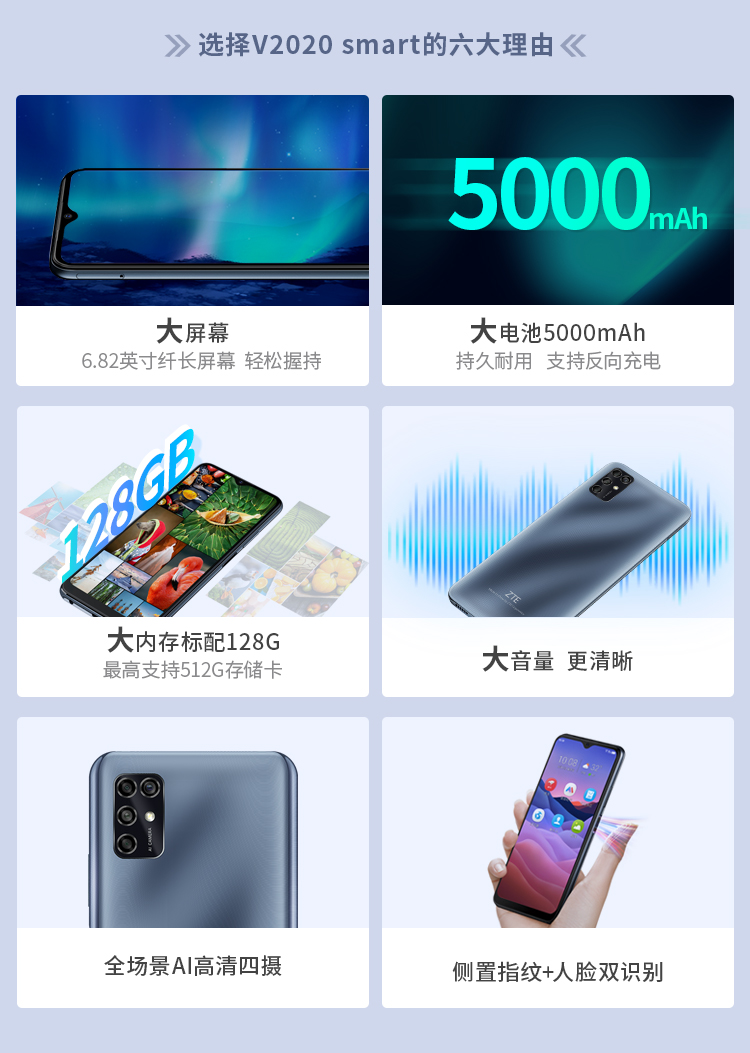 选择V2020 smart的六大理由
5000mAh
大屏幕
6.82英寸纤长屏幕 轻松握持
大电池5000mAh
持久耐用 支持反向充电
128GB
ZTE
大内存标配128G
最高支持512G存储卡
大音量 更清晰
AI CAMERA
10:08
全场景AI高清四摄
侧置指纹+人脸双识别